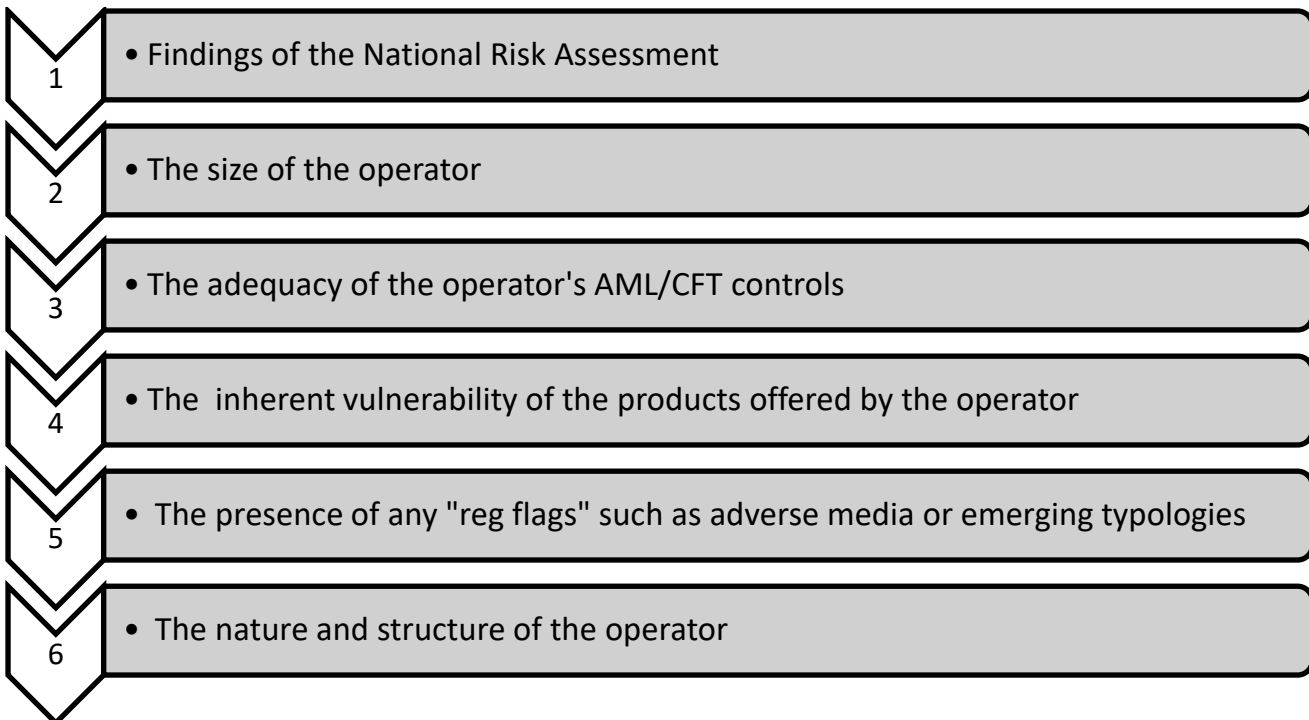 1
• Findings of the National Risk Assessment
2
• The size of the operator
3
• The adequacy of the operator's AML/CFT controls
4
• The  inherent vulnerability of the products offered by the operator
5
• The presence of any "reg flags" such as adverse media or emerging typologies
6
• The nature and structure of the operator